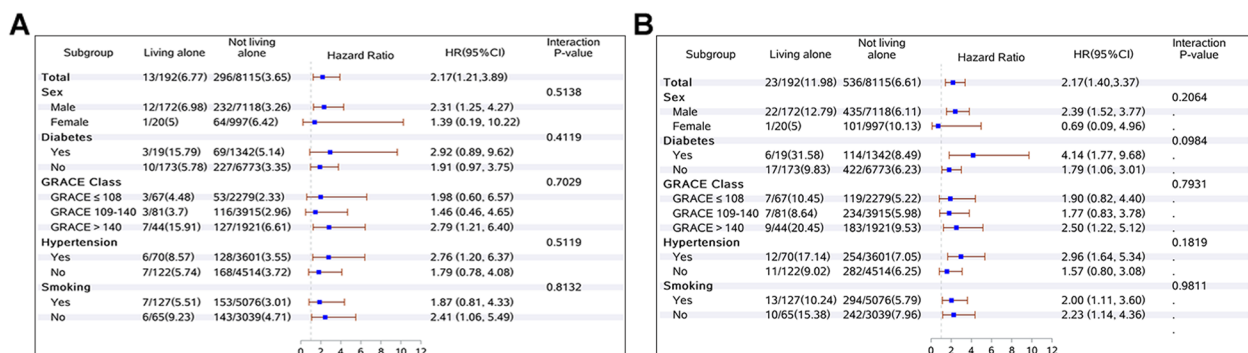 A
Subgroup Living alone Not living alone Hazard Ratio HR(95%CI) Interaction P-value
Total 13/192(6.77) 296/8115(3.65) 2.17(1.21,3.89)
Sex 0.5138
Male 12/172(6.98) 232/7118(3.26) 2.31 (1.25, 4.27)
Female 1/20(5) 64/997(6.42) 1.39 (0.19, 10.22)
Diabetes 0.4119
Yes 3/19(15.79) 69/1342(5.14) 2.92 (0.89, 9.62)
No 10/173(5.78) 227/6773(3.35) 1.91 (0.97, 3.75)
GRACE Class 0.7029
GRACE ≤ 108 3/67(4.48) 53/2279(2.33) 1.98 (0.60, 6.57)
GRACE 109-140 3/81(3.7) 116/3915(2.96) 1.46 (0.46, 4.65)
GRACE > 140 7/44(15.91) 127/1921(6.61) 2.79 (1.21, 6.40)
Hypertension 0.5119
Yes 6/70(8.57) 128/3601(3.55) 2.76 (1.20, 6.37)
No 7/122(5.74) 168/4514(3.72) 1.79 (0.78, 4.08)
Smoking 0.8132
Yes 7/127(5.51) 153/5076(3.01) 1.87 (0.81, 4.33)
No 6/65(9.23) 143/3039(4.71) 2.41 (1.06, 5.49)
0 2 4 6 8 10 12
B
Subgroup Living alone Not living alone Hazard Ratio HR(95%CI) Interaction P-value
Total 23/192(11.98) 536/8115(6.61) 2.17(1.40,3.37)
Sex 0.2064
Male 22/172(12.79) 435/7118(6.11) 2.39 (1.52, 3.77) .
Female 1/20(5) 101/997(10.13) 0.69 (0.09, 4.96) .
Diabetes 0.0984
Yes 6/19(31.58) 114/1342(8.49) 4.14 (1.77, 9.68) .
No 17/173(9.83) 422/6773(6.23) 1.79 (1.06, 3.01) .
GRACE Class 0.7931
GRACE ≤ 108 7/67(10.45) 119/2279(5.22) 1.90 (0.82, 4.40) .
GRACE 109-140 7/81(8.64) 234/3915(5.98) 1.77 (0.83, 3.78) .
GRACE > 140 9/44(20.45) 183/1921(9.53) 2.50 (1.22, 5.12) .
Hypertension 0.1819
Yes 12/70(17.14) 254/3601(7.05) 2.96 (1.64, 5.34) .
No 11/122(9.02) 282/4514(6.25) 1.57 (0.80, 3.08) .
Smoking 0.9811
Yes 13/127(10.24) 294/5076(5.79) 2.00 (1.11, 3.60) .
No 10/65(15.38) 242/3039(7.96) 2.23 (1.14, 4.36) .
.
0 2 4 6 8 10 12